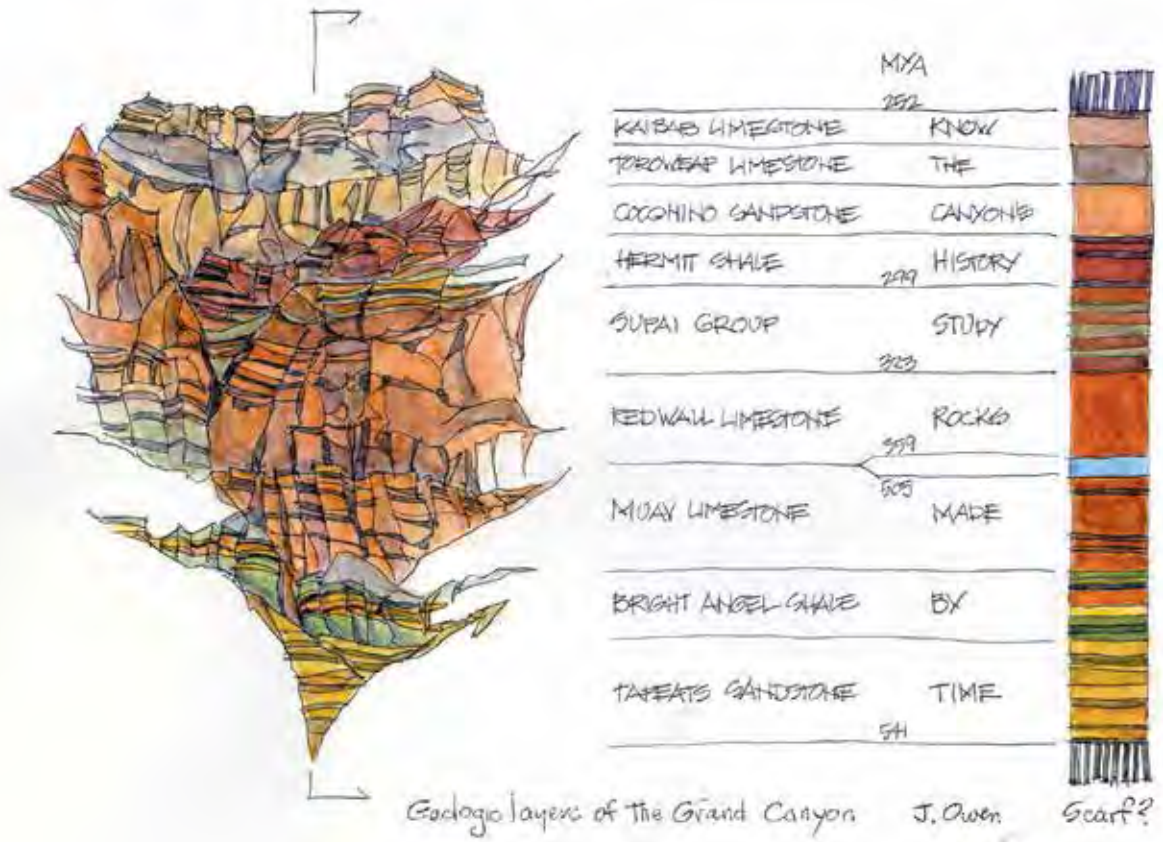 MYA
252
KAIBAB LIMESTONE KNOW
TOROWEAP LIMESTONE THE
COCOHINO SANDSTONE CANYONS
HERMIT SHALE HISTORY
299
SUPAI GROUP STUDY
323
REDWALL LIMESTONE ROCKS
359
505
MUAV LIMESTONE MADE
BRIGHT ANGEL SHALE BY
TAPEATS SANDSTONE TIME
541
Geologic layers of the Grand Canyon J. Owen Scarf?